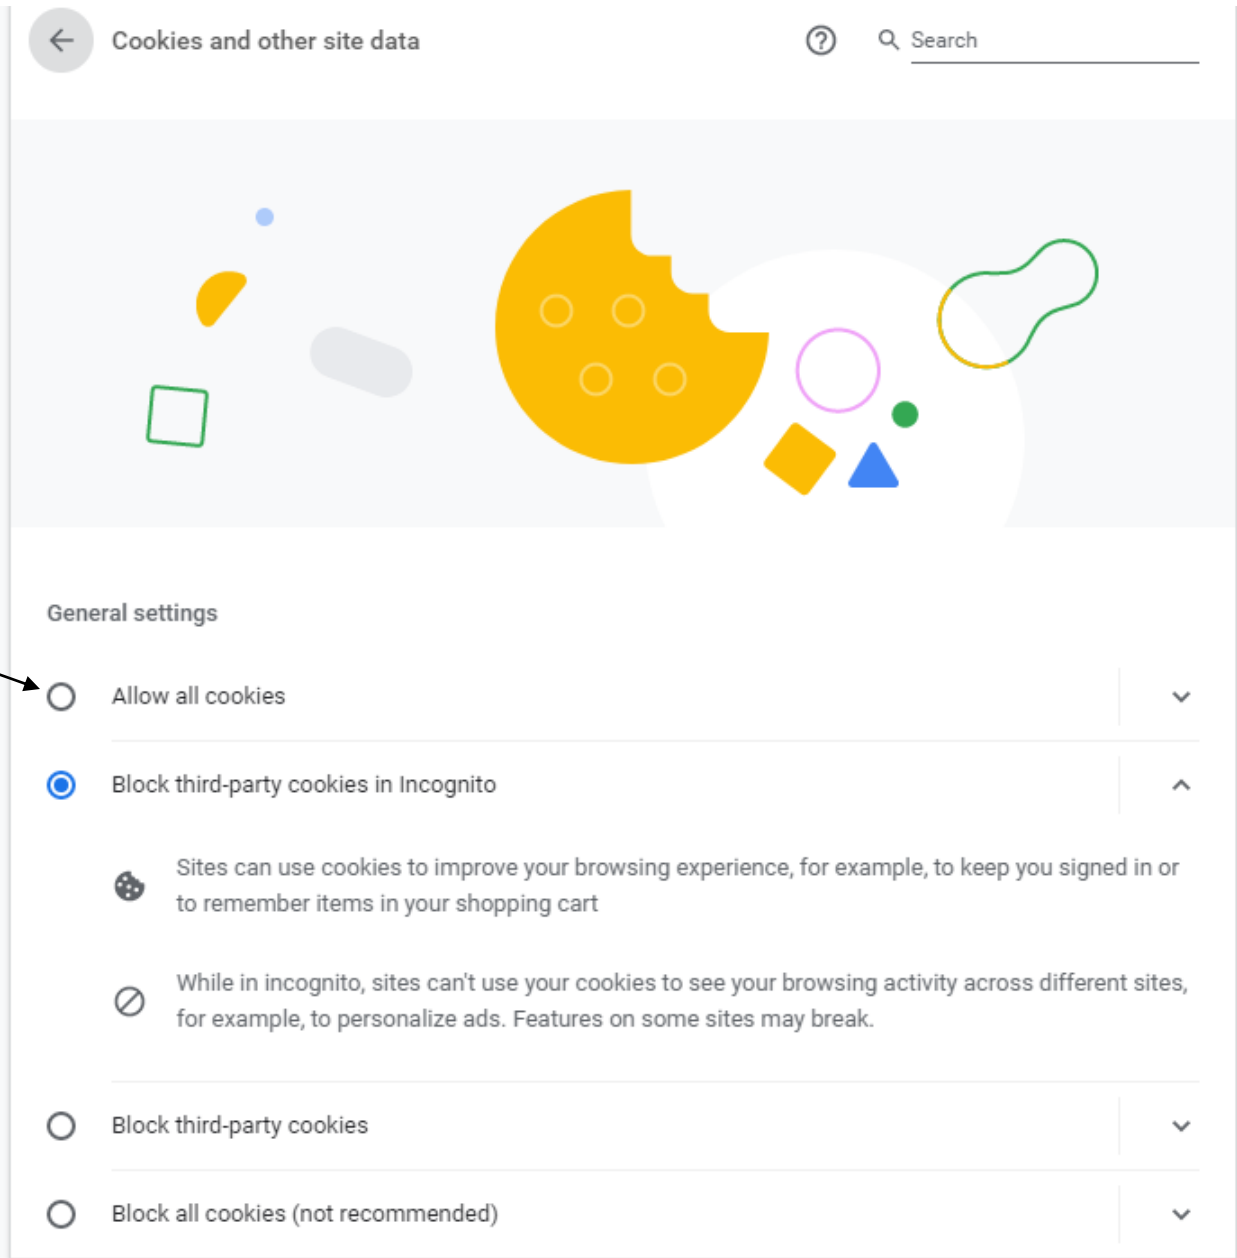 Cookies and other site data
Search
General settings
Allow all cookies
Block third-party cookies in Incognito
Sites can use cookies to improve your browsing experience, for example, to keep you signed in or
to remember items in your shopping cart
While in incognito, sites can't use your cookies to see your browsing activity across different sites,
for example, to personalize ads. Features on some sites may break.
Block third-party cookies
Block all cookies (not recommended)